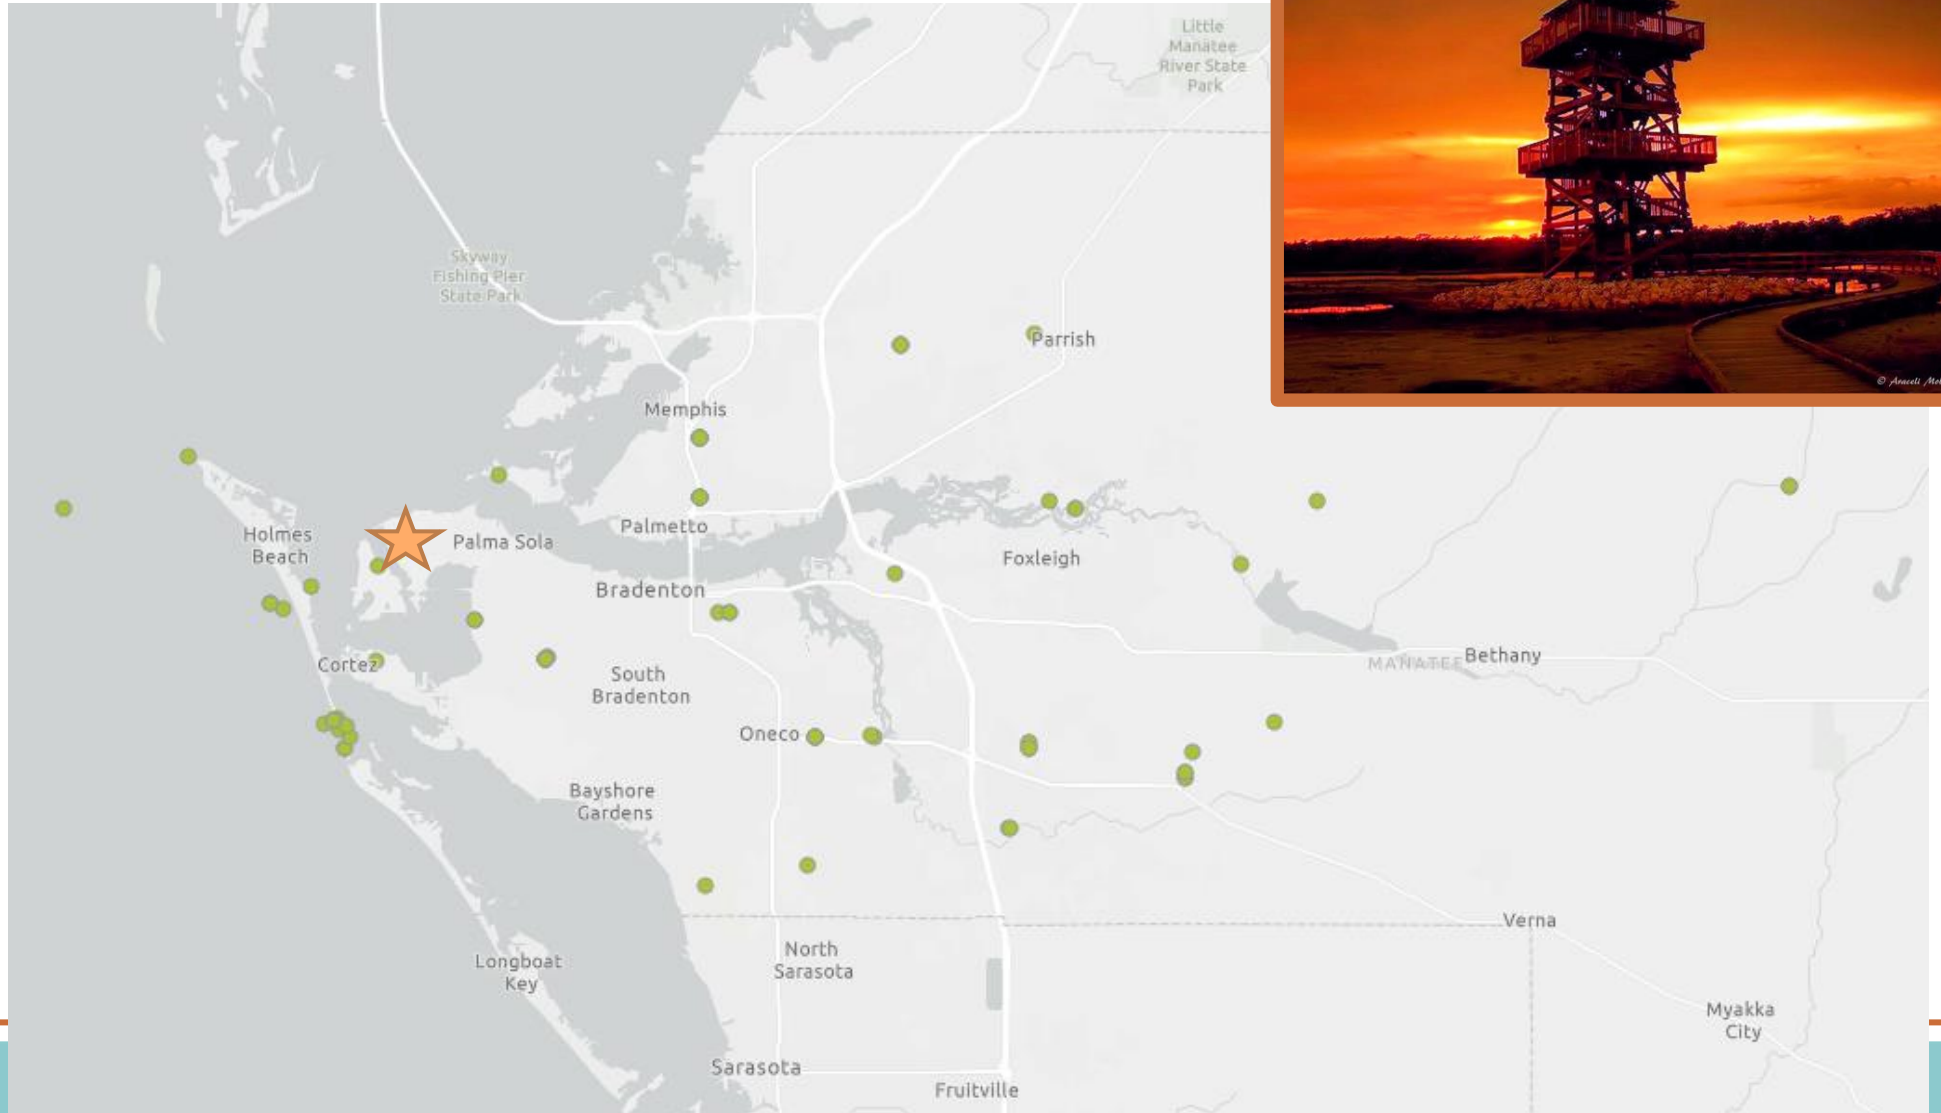 Little
Manatee
River State
Park
Skyway
Fishing Pier
State Park
Parrish
Memphis
Holmes
Beach
Palma Sola
Palmetto
Foxleigh
Bradenton
Cortez
South
Bradenton
MANATEE
Bethany
Oneco
Bayshore
Gardens
Verna
North
Sarasota
Longboat
Key
Myakka
City
Sarasota
Fruitville
© Araceli